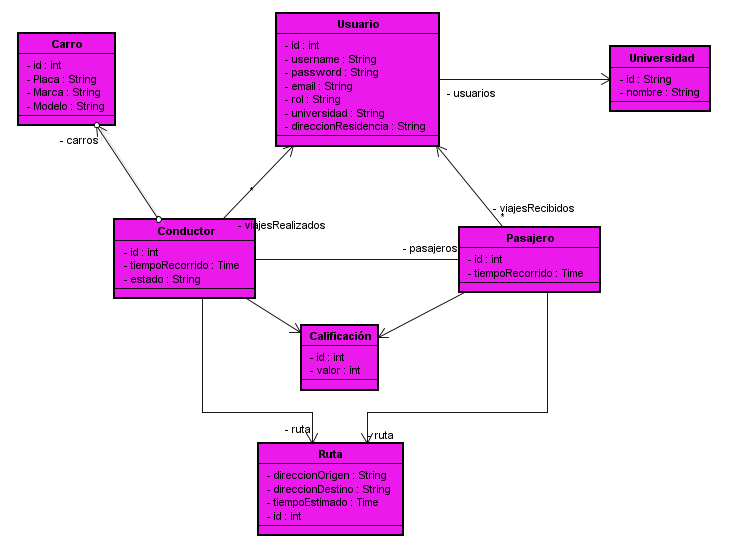 Carro
- id : int
- Placa : String
- Marca : String
- Modelo : String
Usuario
- id : int
- username : String
- password : String
- email : String
- rol : String
- universidad : String
- direccionResidencia : String
Universidad
- id : String
- nombre : String
- usuarios
- carros
*
- viajesRealizados
- viajesRecibidos
*
Conductor
- id : int
- tiempoRecorrido : Time
- estado : String
- pasajeros
Pasajero
- id : int
- tiempoRecorrido : Time
Calificación
- id : int
- valor : int
- ruta
- ruta
Ruta
- direccionOrigen : String
- direccionDestino : String
- tiempoEstimado : Time
- id : int